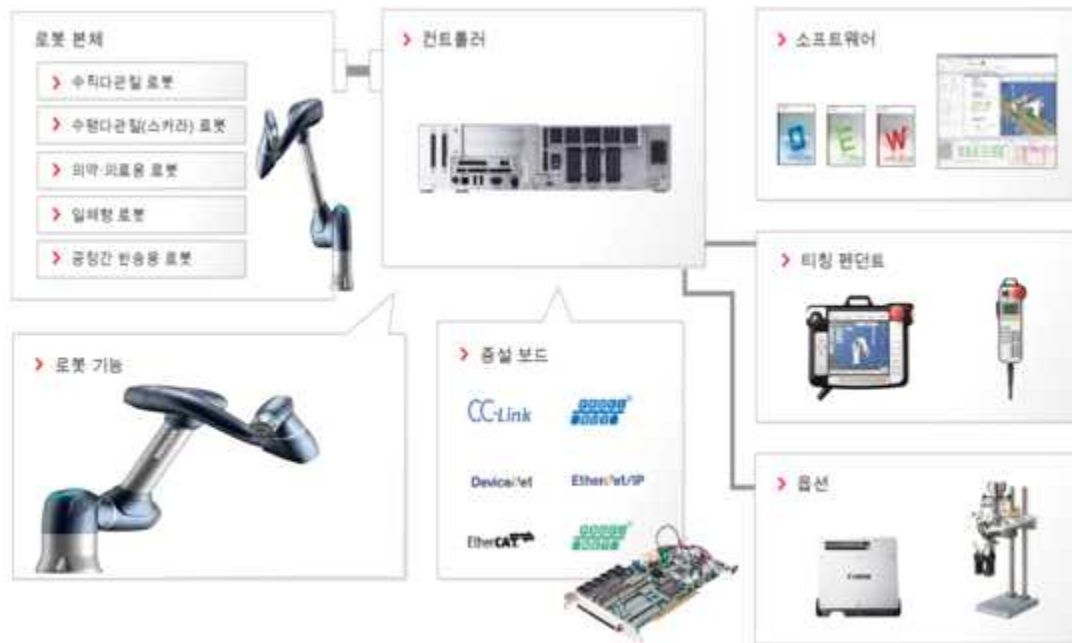 로봇 본체
수직다관절 로봇
수평다관절(스카라) 로봇
의약·의료용 로봇
일체형 로봇
공정간 반송용 로봇
컨트롤러
소프트웨어
D
E
W
티칭 펜던트
로봇 기능
증설 보드
CC-Link
DeviceNet
EtherNet/IP
EtherCAT
옵션
Canon